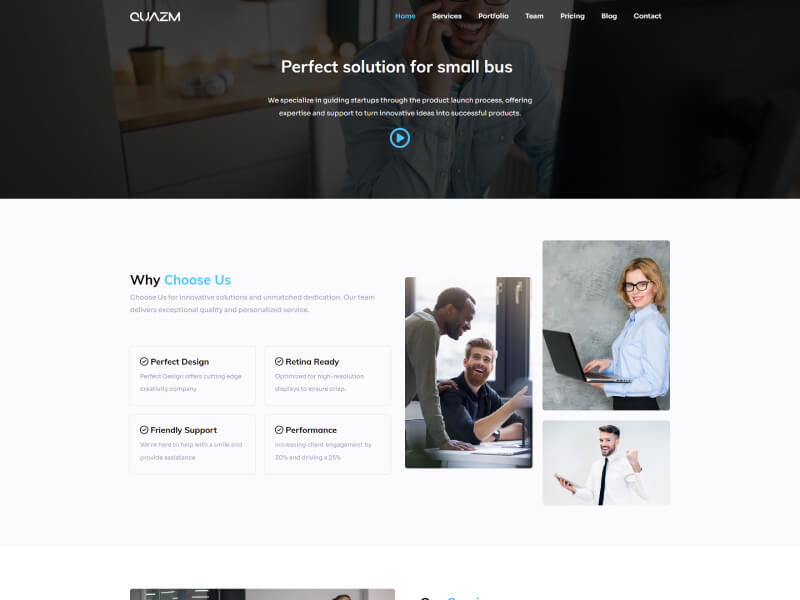 QUAZM
Home Services Portfolio Team Pricing Blog Contact
Perfect solution for small bus
We specialize in guiding startups through the product launch process, offering
expertise and support to turn innovative ideas into successful products.
Why Choose Us
Choose Us for innovative solutions and unmatched dedication. Our team
delivers exceptional quality and personalized service.
Perfect Design
Perfect Design offers cutting edge
creativity company
Retina Ready
Optimized for high-resolution
displays to ensure crisp.
Friendly Support
We're here to help with a smile and
provide assistance
Performance
Increasing client engagement by
30% and driving a 25%